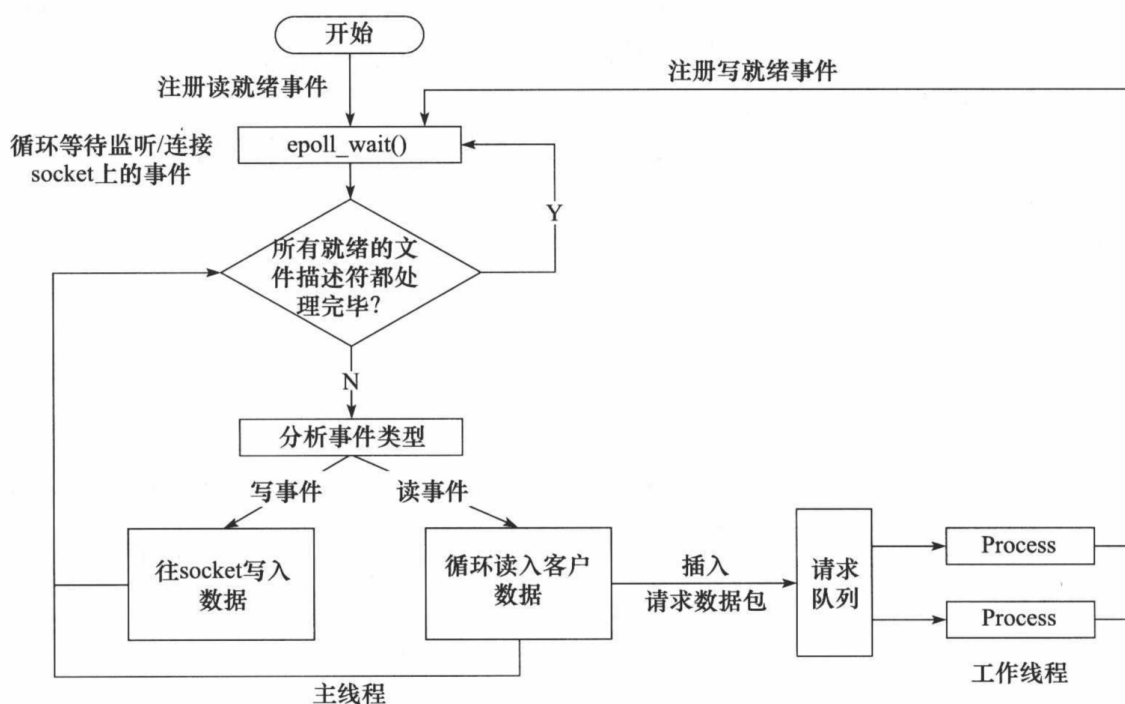 开始
注册读就绪事件
注册写就绪事件
循环等待监听/连接
socket上的事件
epoll_wait()
Y
所有就绪的文
件描述符都处
理完毕?
N
分析事件类型
写事件
读事件
往socket写入
数据
循环读入客户
数据
插入
请求数据包
请求
队列
Process
Process
主线程
工作线程